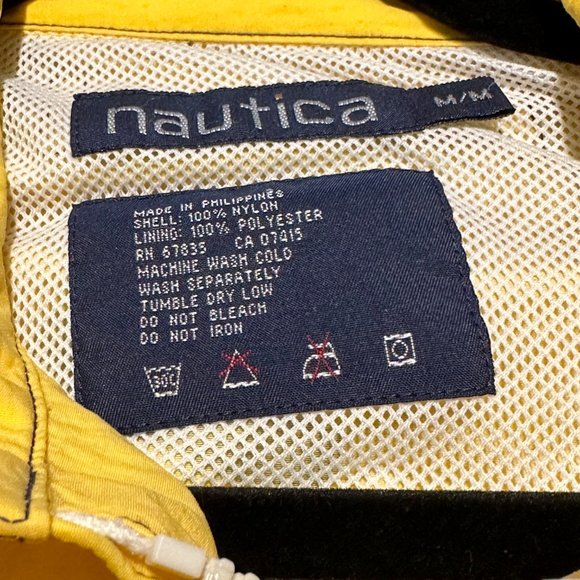 nautica M/M
MADE IN PHILIPPINES
SHELL: 100% NYLON
LINING: 100% POLYESTER
RN 67835 CA 07415
MACHINE WASH COLD
WASH SEPARATELY
TUMBLE DRY LOW
DO NOT BLEACH
DO NOT IRON
30C